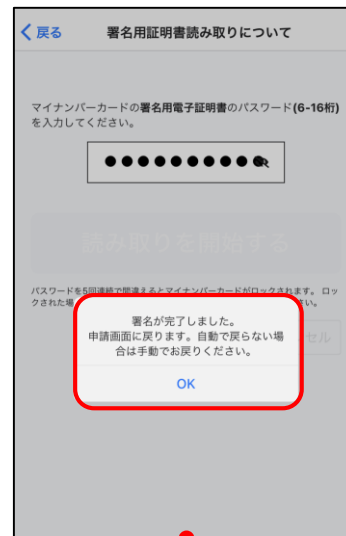 戻る 署名用証明書読み取りについて
マイナンバーカードの署名用電子証明書のパスワード(6-16桁)
を入力してください。
読み取りを開始する
パスワードを5回連続で間違えるとマイナンバーカードがロックされます。 ロッ
クされた場
さい。
セル
署名が完了しました。
申請画面に戻ります。自動で戻らない場
合は手動でお戻りください。
OK